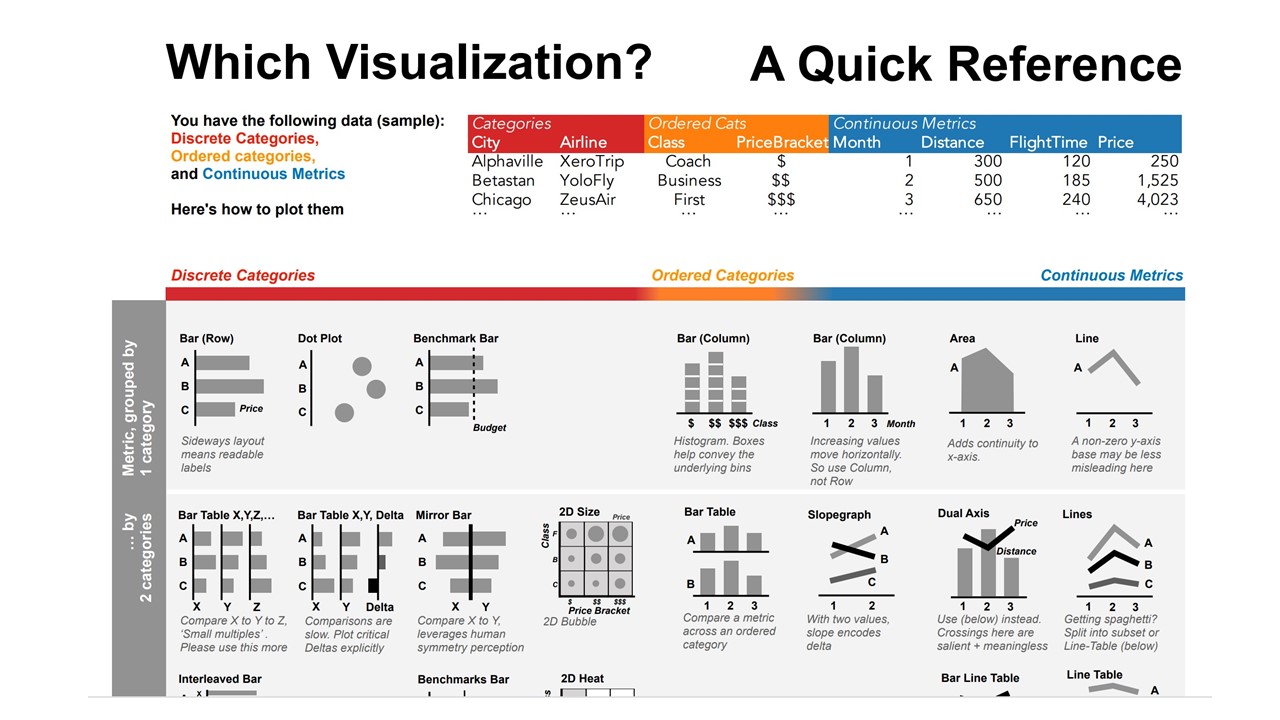 Which Visualization?
A Quick Reference
You have the following data (sample):
Discrete Categories,
Ordered categories,
and Continuous Metrics
Here's how to plot them
Categories Ordered Cats Continuous Metrics
City Airline Class PriceBracket Month Distance FlightTime Price
Alphaville XeroTrip Coach $ 1 300 120 250
Betastan YoloFly Business $$ 2 500 185 1,525
Chicago ZeusAir First $$$ 3 650 240 4,023
... ... ... ... ... ... ... ...
Discrete Categories Ordered Categories Continuous Metrics
Metric, grouped by
1 category
Bar (Row)
A
B
C
Price
Sideways layout
means readable
labels
Dot Plot
A
B
C
Benchmark Bar
A
B
C
Budget
Bar (Column)
$ $$ $$$ Class
Histogram. Boxes
help convey the
underlying bins
Bar (Column)
1 2 3 Month
Increasing values
move horizontally.
So use Column,
not Row
Area
A
1 2 3
Adds continuity to
x-axis.
Line
A
1 2 3
A non-zero y-axis
base may be less
misleading here
... by
2 categories
Bar Table X,Y,Z,...
A
B
C
X Y Z
Compare X to Y to Z,
'Small multiples' .
Please use this more
Bar Table X,Y, Delta
A
B
C
X Y Delta
Comparisons are
slow. Plot critical
Deltas explicitly
Mirror Bar
A
B
C
X Y
Compare X to Y,
leverages human
symmetry perception
2D Size
Price
Class
F
B
C
$ $$ $$$
Price Bracket
2D Bubble
Bar Table
A
B
1 2 3
Compare a metric
across an ordered
category
Slopegraph
A
B
C
1 2
With two values,
slope encodes
delta
Dual Axis
Price
Distance
1 2 3
Use (below) instead.
Crossings here are
salient + meaningless
Lines
A
B
C
1 2 3
Getting spaghetti?
Split into subset or
Line-Table (below)
Interleaved Bar
X
Benchmarks Bar
2D Heat
Bar Line Table
Line Table
A